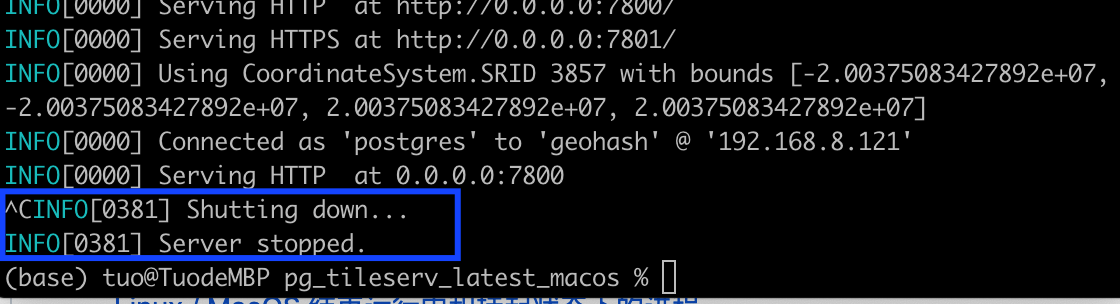 INFO[0000] Serving HTTP  at http://0.0.0.0:7800/
INFO[0000] Serving HTTPS at http://0.0.0.0:7801/
INFO[0000] Using CoordinateSystem.SRID 3857 with bounds [-2.00375083427892e+07,
-2.00375083427892e+07, 2.00375083427892e+07, 2.00375083427892e+07]
INFO[0000] Connected as 'postgres' to 'geohash' @ '192.168.8.121'
INFO[0000] Serving HTTP  at 0.0.0.0:7800
^CINFO[0381] Shutting down...
INFO[0381] Server stopped.
(base) tuo@TuodeMBP pg_tileserv_latest_macos %
Linux / MacOS